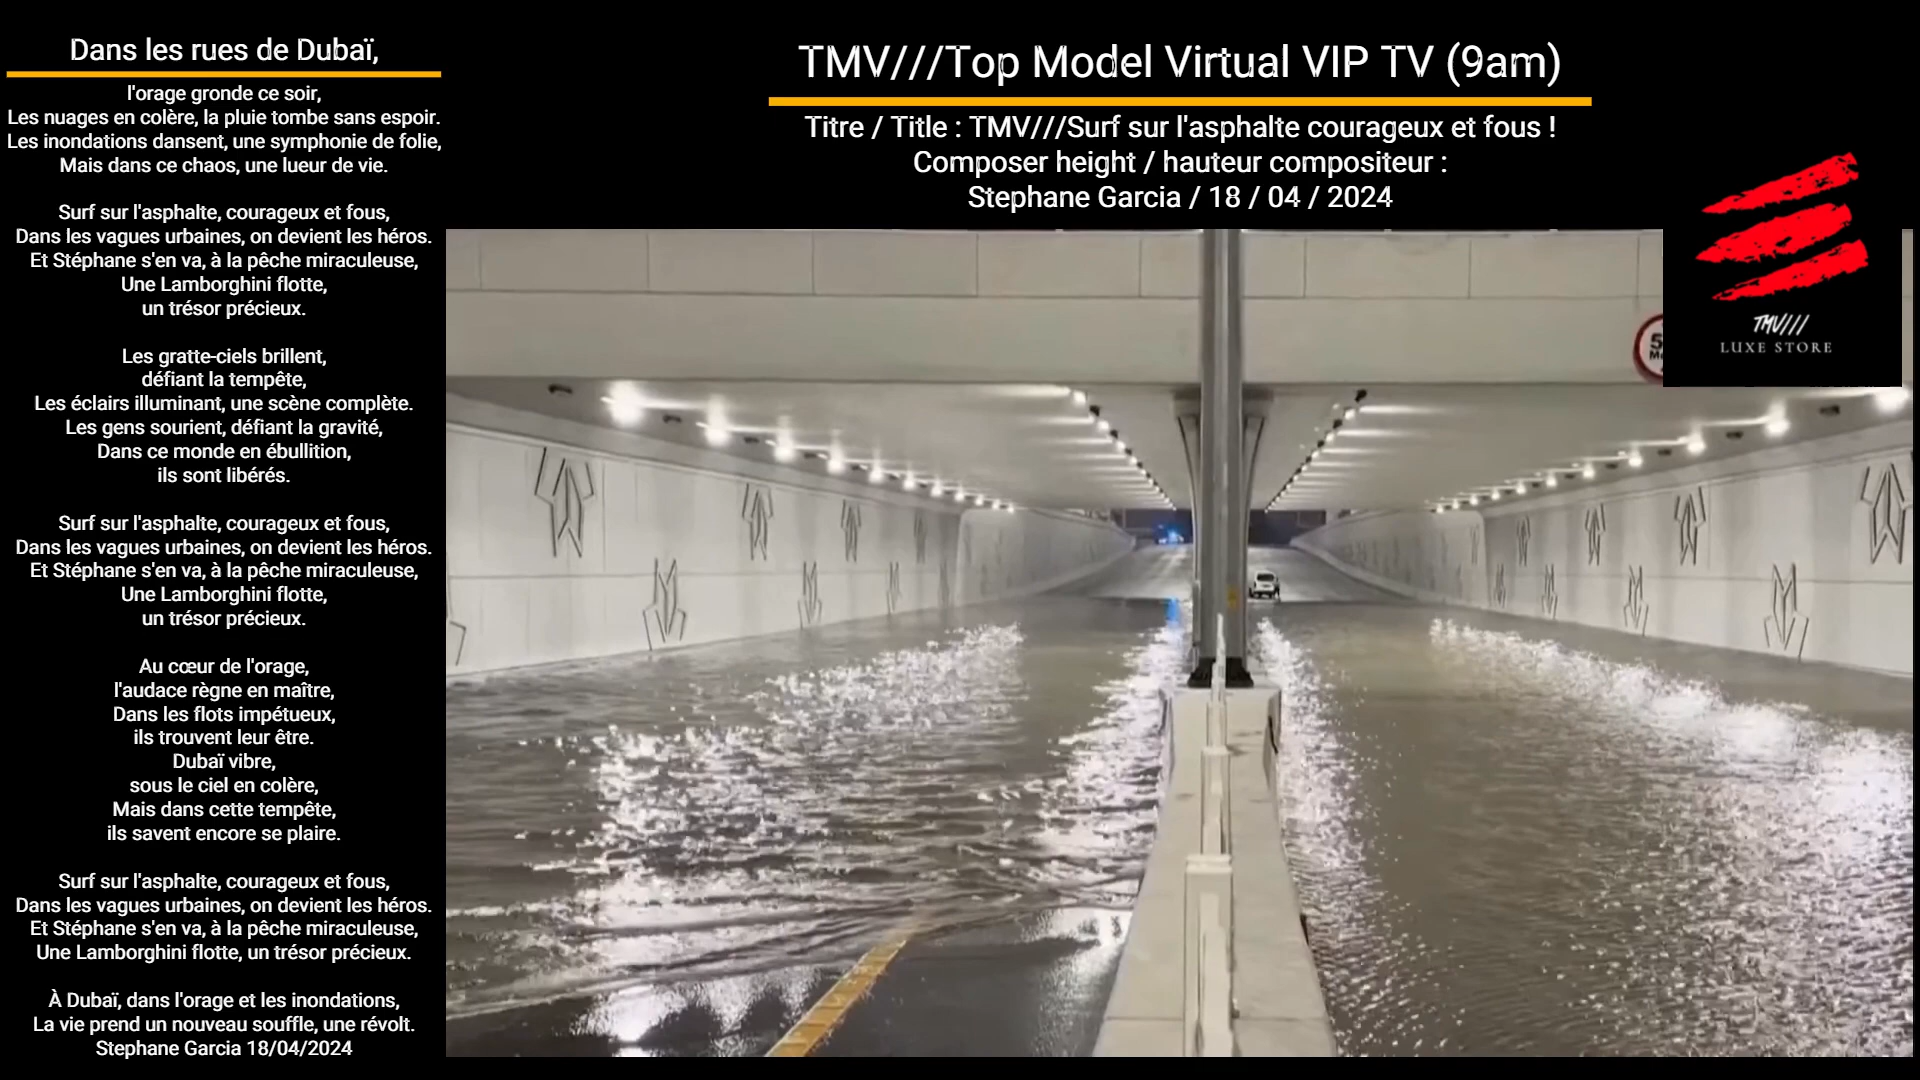 Dans les rues de Dubaï,
l'orage gronde ce soir,
Les nuages en colère, la pluie tombe sans espoir.
Les inondations dansent, une symphonie de folie,
Mais dans ce chaos, une lueur de vie.
Surf sur l'asphalte, courageux et fous,
Dans les vagues urbaines, on devient les héros.
Et Stéphane s'en va, à la pêche miraculeuse,
Une Lamborghini flotte,
un trésor précieux.
Les gratte-ciels brillent,
défiant la tempête,
Les éclairs illuminant, une scène complète.
Les gens sourient, défiant la gravité,
Dans ce monde en ébullition,
ils sont libérés.
Surf sur l'asphalte, courageux et fous,
Dans les vagues urbaines, on devient les héros.
Et Stéphane s'en va, à la pêche miraculeuse,
Une Lamborghini flotte,
un trésor précieux.
Au cœur de l'orage,
l'audace règne en maître,
Dans les flots impétueux,
ils trouvent leur être.
Dubaï vibre,
sous le ciel en colère,
Mais dans cette tempête,
ils savent encore se plaire.
Surf sur l'asphalte, courageux et fous,
Dans les vagues urbaines, on devient les héros.
Et Stéphane s'en va, à la pêche miraculeuse,
Une Lamborghini flotte, un trésor précieux.
À Dubaï, dans l'orage et les inondations,
La vie prend un nouveau souffle, une révolt.
Stephane Garcia 18/04/2024
TMV///Top Model Virtual VIP TV (9am)
Titre / Title : TMV///Surf sur l'asphalte courageux et fous !
Composer height / hauteur compositeur :
Stephane Garcia / 18 / 04 / 2024
TMV///
LUXE STORE